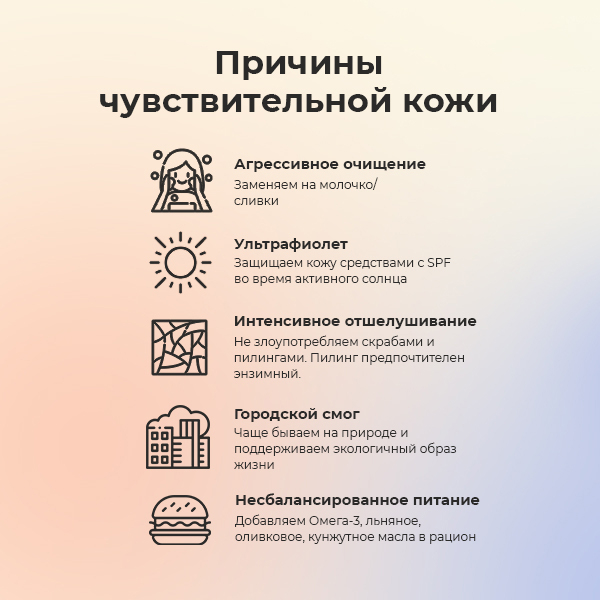 Причины
чувствительной кожи
Агрессивное очищение
Заменяем на молочко/
сливки
Ультрафиолет
Защищаем кожу средствами с SPF
во время активного солнца
Интенсивное отшелушивание
Не злоупотребляем скрабами и
пилингами. Пилинг предпочтителен
энзимный.
Городской смог
Чаще бываем на природе и
поддерживаем экологичный образ
жизни
Несбалансированное питание
Добавляем Омега-3, льняное,
оливковое, кунжутное масла в рацион